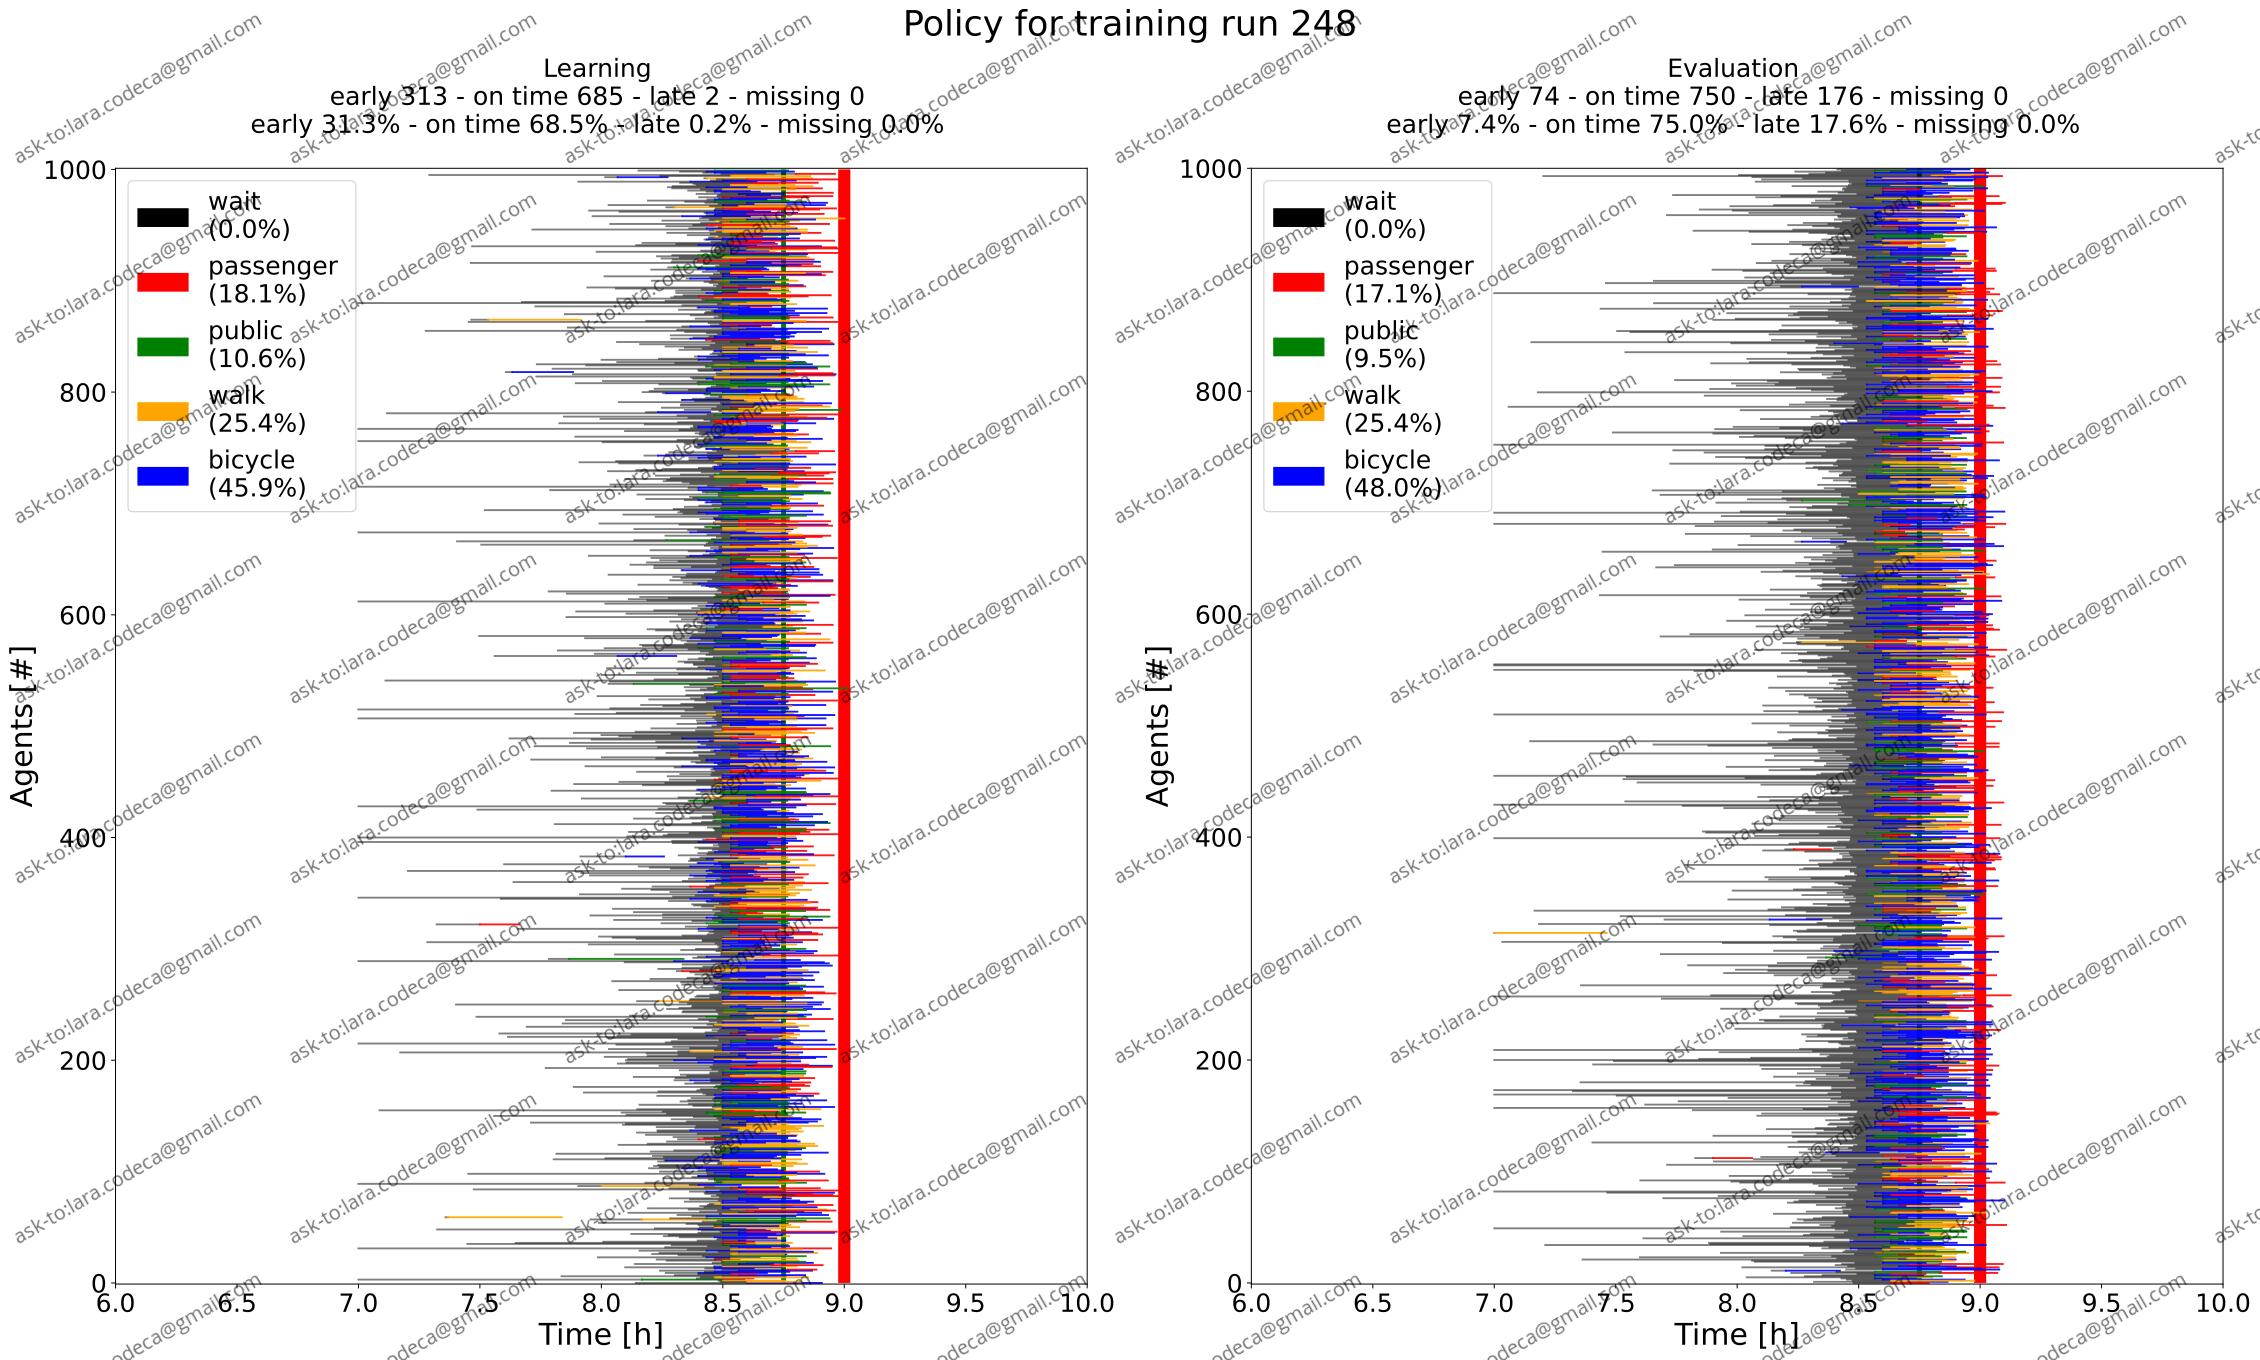 Policy for training run 248
Learning
early 313 - on time 685 - late 2 - missing 0
early 31.3% - on time 68.5% - late 0.2% - missing 0.0%
1000
800
600
400
200
0
Agents [#]
wait
(0.0%)
passenger
(18.1%)
public
(10.6%)
walk
(25.4%)
bicycle
(45.9%)
6.0 6.5 7.0 7.5 8.0 8.5 9.0 9.5 10.0
Time [h]
Evaluation
early 74 - on time 750 - late 176 - missing 0
early 7.4% - on time 75.0% - late 17.6% - missing 0.0%
1000
800
600
400
200
0
Agents [#]
wait
(0.0%)
passenger
(17.1%)
public
(9.5%)
walk
(25.4%)
bicycle
(48.0%)
6.0 6.5 7.0 7.5 8.0 8.5 9.0 9.5 10.0
Time [h]
ask-to:lara.codeca@gmail.com